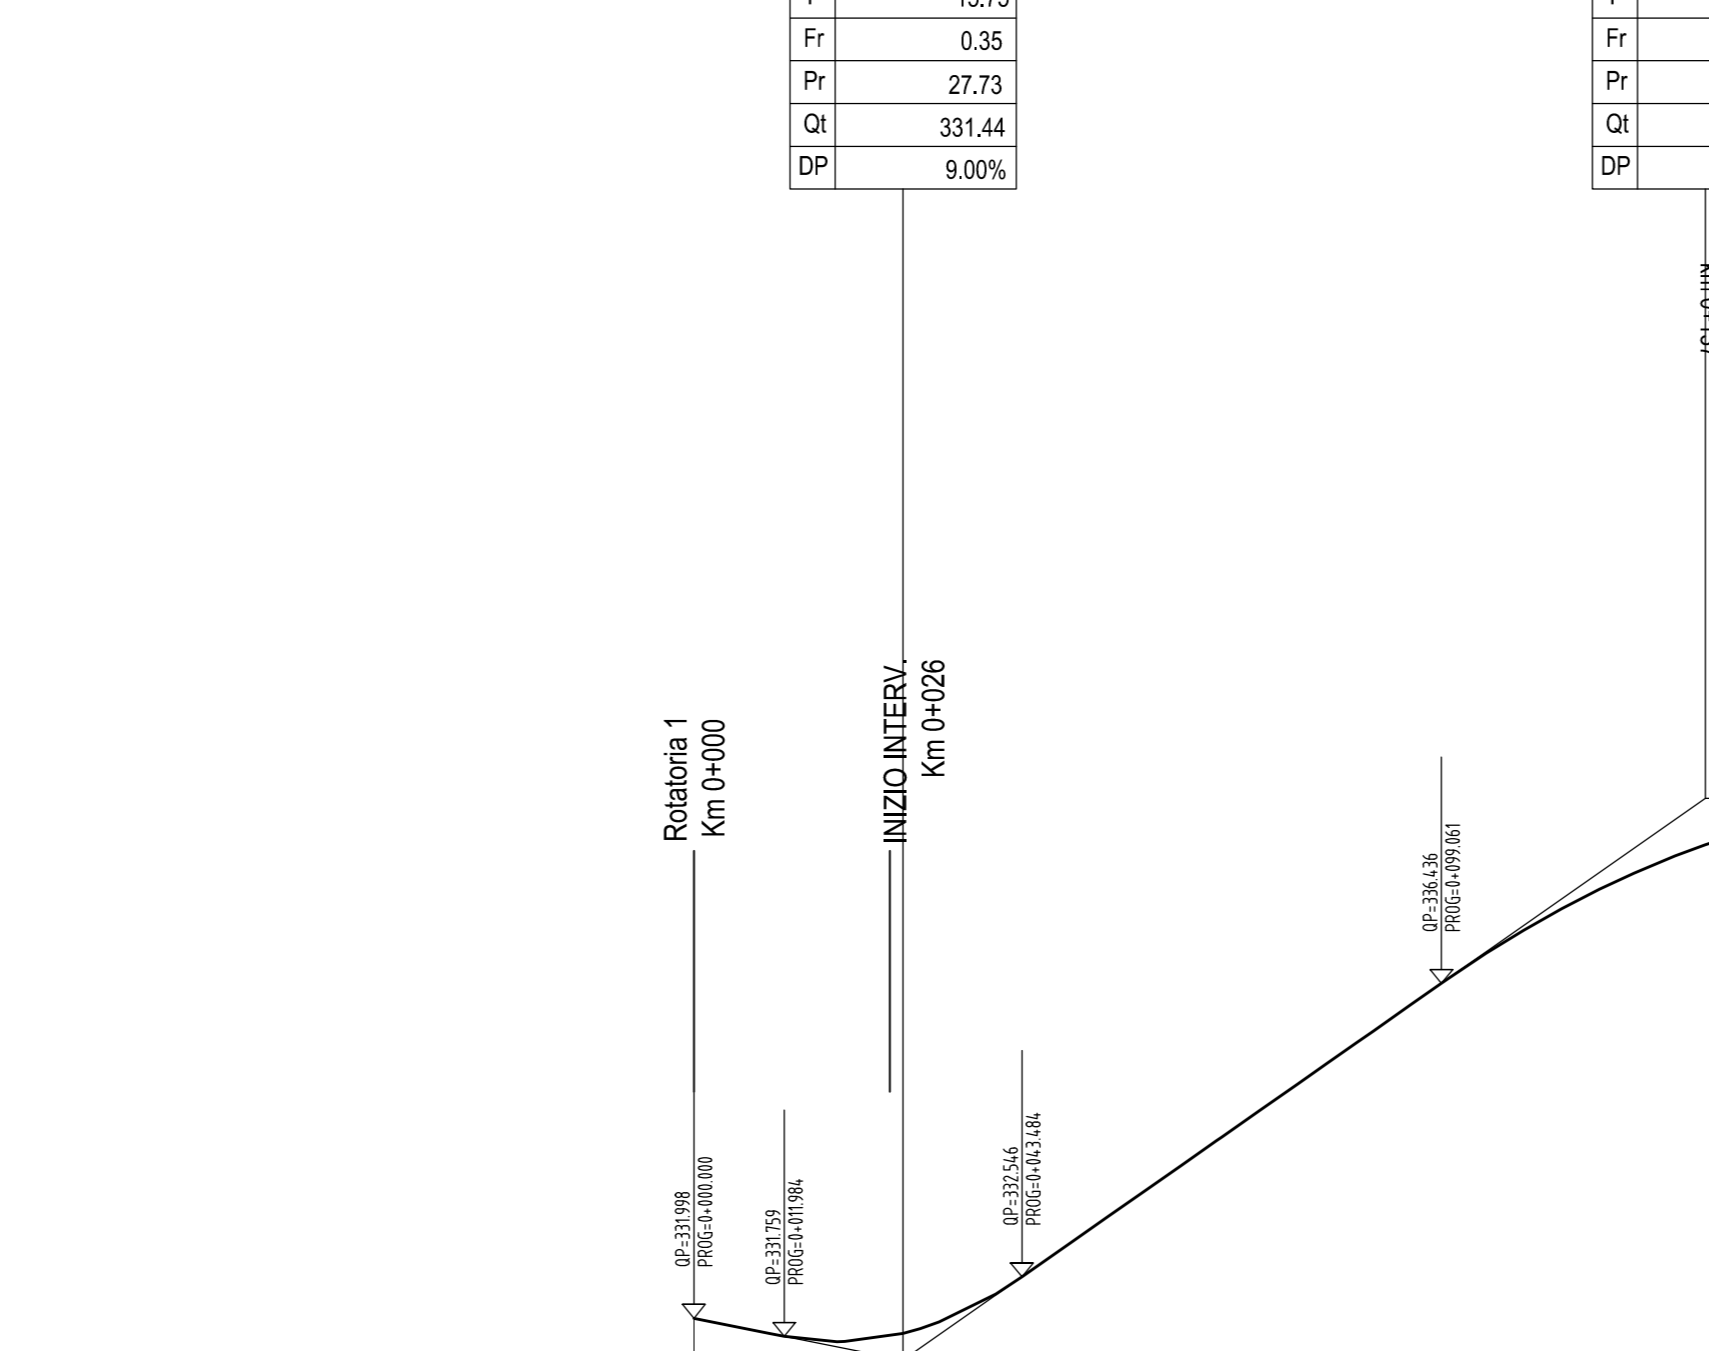 15.75
Fr 0.35
Pr 27.73
Qt 331.44
DP 9.00%
Fr
Pr
Qt
DP
Rotatoria 1
Km 0+000
INIZIO INTERV.
Km 0+026
QP=331.998
PROG=0+000.000
QP=331.759
PROG=0+011.984
QP=332.546
PROG=0+043.484
QP=336.436
PROG=0+099.061